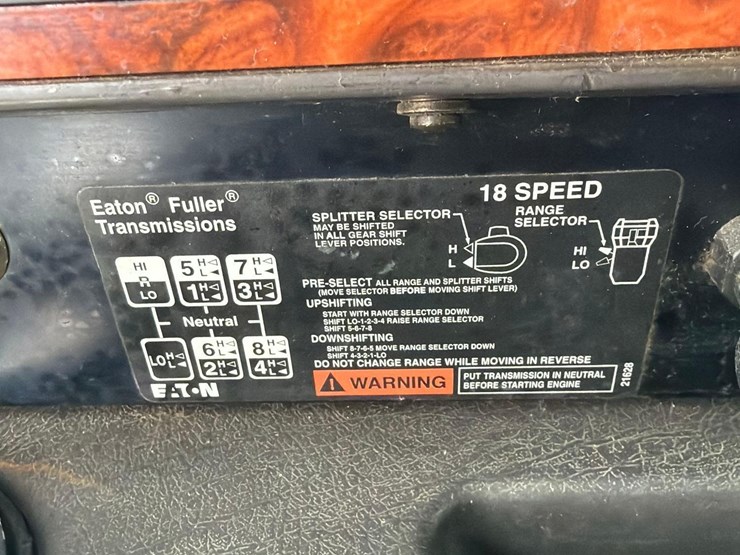 Eaton® Fuller®
Transmissions
18 SPEED
SPLITTER SELECTOR
MAY BE SHIFTED
IN ALL GEAR SHIFT
LEVER POSITIONS.
H
L
RANGE
SELECTOR
HI
LO
HI
R
LO
5 H L
7 H L
1 H L
3 H L
Neutral
LO H L
6 H L
8 H L
2 H L
4 H L
EATON
PRE-SELECT ALL RANGE AND SPLITTER SHIFTS
(MOVE SELECTOR BEFORE MOVING SHIFT LEVER)
UPSHIFTING
START WITH RANGE SELECTOR DOWN
SHIFT LO-1-2-3-4 RAISE RANGE SELECTOR
SHIFT 5-6-7-8
DOWNSHIFTING
SHIFT 8-7-6-5 MOVE RANGE SELECTOR DOWN
SHIFT 4-3-2-1-LO
DO NOT CHANGE RANGE WHILE MOVING IN REVERSE
WARNING
PUT TRANSMISSION IN NEUTRAL
BEFORE STARTING ENGINE
21628